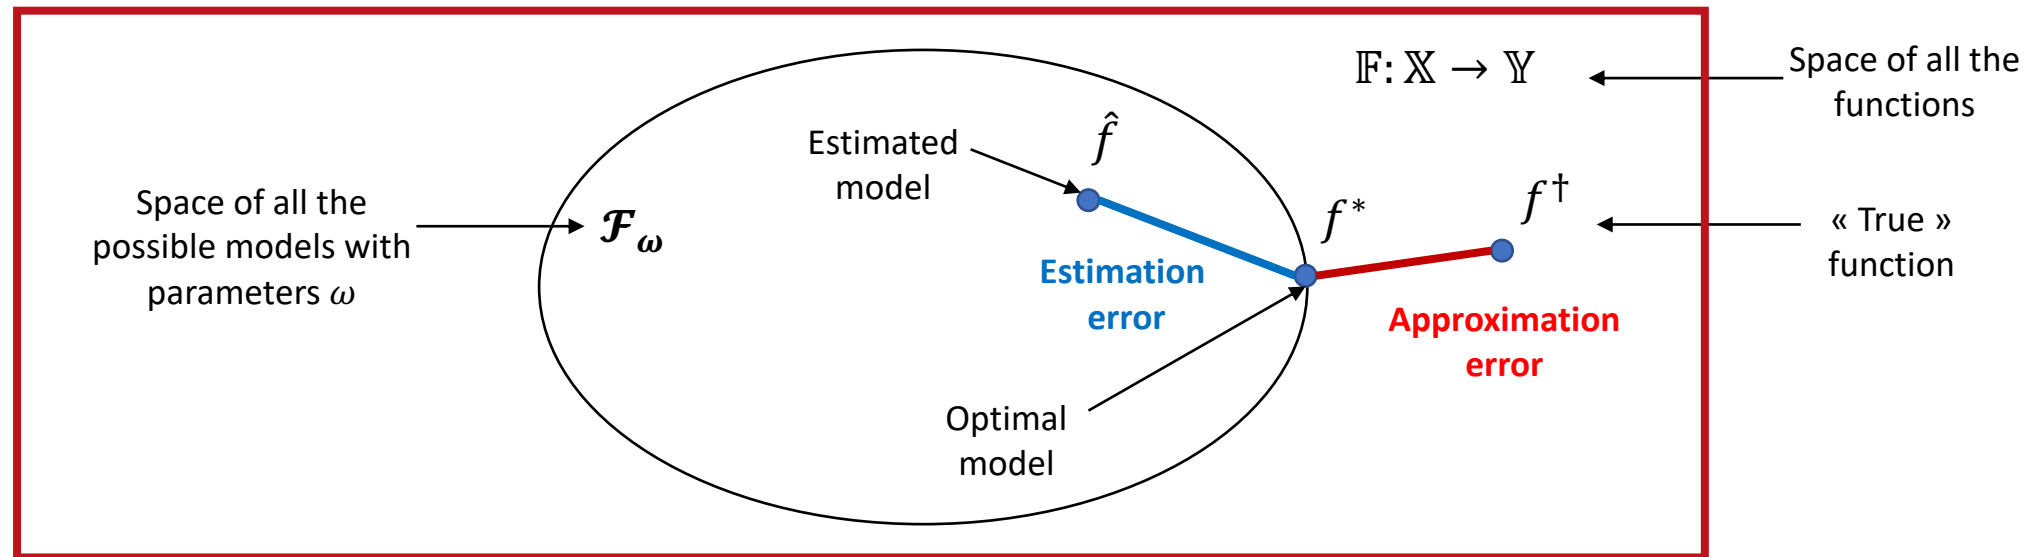 Space of all the
possible models with
parameters ω
𝓕ω
Estimated
model
f̂
Estimation
error
Optimal
model
f*
f†
Approximation
error
𝔽: 𝕏 → 𝕐
Space of all the
functions
« True »
function